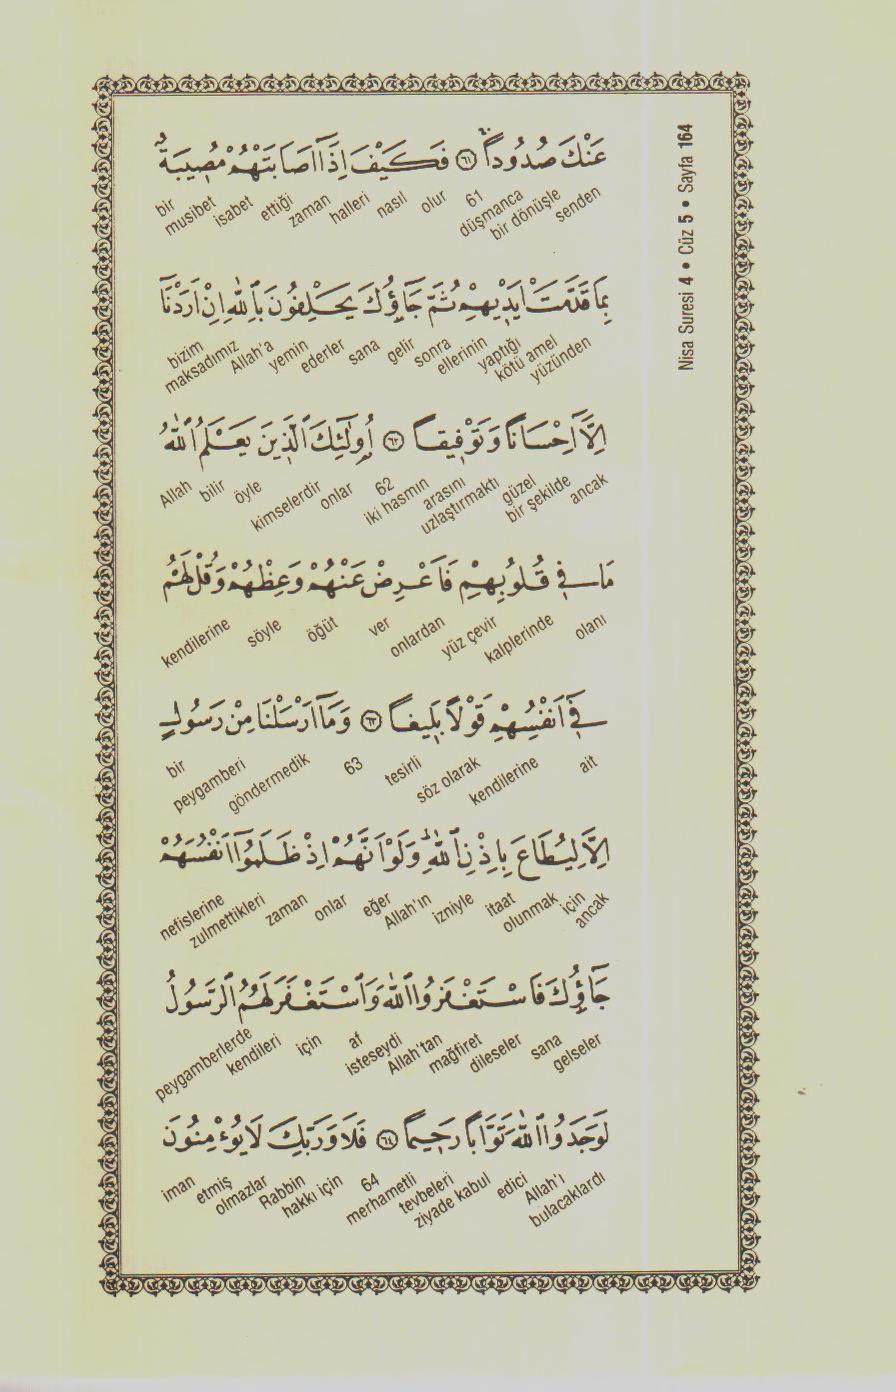 Nisa Suresi 4 • Cüz 5 • Sayfa 164
عَنْكَ صُدُودًا ﴿٦١﴾ فَكَيْفَ اِذَٓا اَصَابَتْهُمْ مُص۪يبَةٌ
senden bir dönüşle düşmanca 61 olur nasıl halleri zaman ettiği isabet musibet bir
بِمَا قَدَّمَتْ اَيْد۪يهِمْ ثُمَّ جَٓاؤُ۫كَ يَحْلِفُونَ بِاللّٰهِ اِنْ اَرَدْنَٓا
yüzünden kötü amel yaptığı ellerinin sonra gelir sana ederler yemin Allah'a maksadımız bizim
اِلَّٓا اِحْسَانًا وَتَوْف۪يقًا ﴿٦٢﴾ اُو۬لٰٓئِكَ الَّذ۪ينَ يَعْلَمُ اللّٰهُ
ancak bir şekilde güzel uzlaştırmaktı arasını iki hasmın 62 onlar kimselerdir öyle bilir Allah
مَا ف۪ي قُلُوبِهِمْ فَاَعْرِضْ عَنْهُمْ وَعِظْهُمْ وَقُلْ لَهُمْ
olanı kalplerinde yüz çevir onlardan ver öğüt söyle kendilerine
ف۪ٓي اَنْفُسِهِمْ قَوْلًا بَل۪يغًا ﴿٦٣﴾ وَمَٓا اَرْسَلْنَا مِنْ رَسُولٍ
ait kendilerine söz olarak tesirli 63 göndermedik peygamberi bir
اِلَّا لِيُطَاعَ بِاِذْنِ اللّٰهِۜ وَلَوْ اَنَّهُمْ اِذْ ظَلَمُٓوا اَنْفُسَهُمْ
ancak için olunmak itaat izniyle Allah'ın eğer onlar zaman zulmettikleri nefislerine
جَٓاؤُ۫كَ فَاسْتَغْفَرُوا اللّٰهَ وَاسْتَغْفَرَ لَهُمُ الرَّسُولُ
gelseler sana dileseler mağfiret Allah'tan isteseydi af için kendileri peygamberlerde
لَوَجَدُوا اللّٰهَ تَوَّابًا رَح۪يمًا ﴿٦٤﴾ فَلَا وَرَبِّكَ لَا يُؤْمِنُونَ
bulacaklardı Allah'ı edici ziyade kabul tevbeleri merhametli 64 hakkı için Rabbin olmazlar etmiş iman